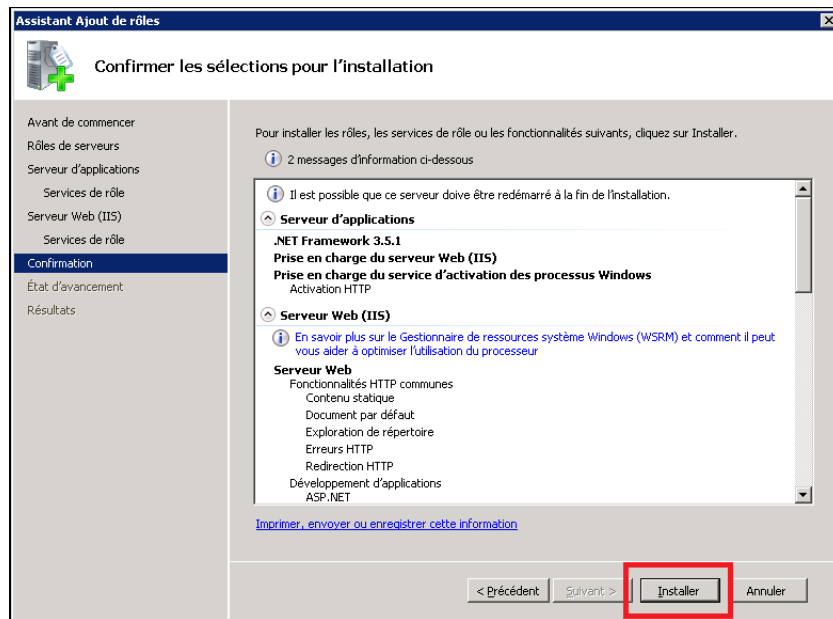 Assistant Ajout de rôles
Confirmer les sélections pour l'installation
Avant de commencer
Rôles de serveurs
Serveur d'applications
Services de rôle
Serveur Web (IIS)
Services de rôle
Confirmation
État d'avancement
Résultats
Pour installer les rôles, les services de rôle ou les fonctionnalités suivants, cliquez sur Installer.
2 messages d'information ci-dessous
Il est possible que ce serveur doive être redémarré à la fin de l'installation.
Serveur d'applications
.NET Framework 3.5.1
Prise en charge du serveur Web (IIS)
Prise en charge du service d'activation des processus Windows
Activation HTTP
Serveur Web (IIS)
En savoir plus sur le Gestionnaire de ressources système Windows (WSRM) et comment il peut
vous aider à optimiser l'utilisation du processeur
Serveur Web
Fonctionnalités HTTP communes
Contenu statique
Document par défaut
Exploration de répertoire
Erreurs HTTP
Redirection HTTP
Développement d'applications
ASP.NET
Imprimer, envoyer ou enregistrer cette information
< Précédent
Suivant >
Installer
Annuler